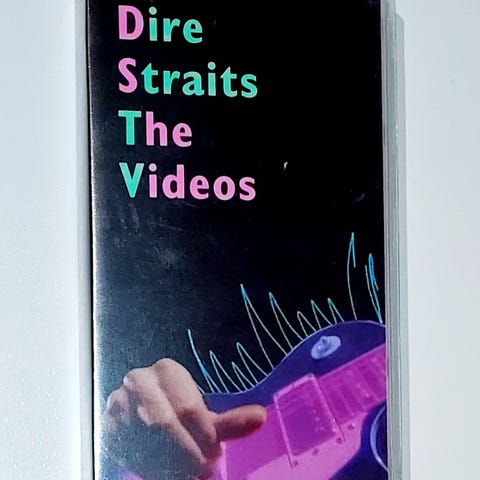 Dire
Straits
The
Videos